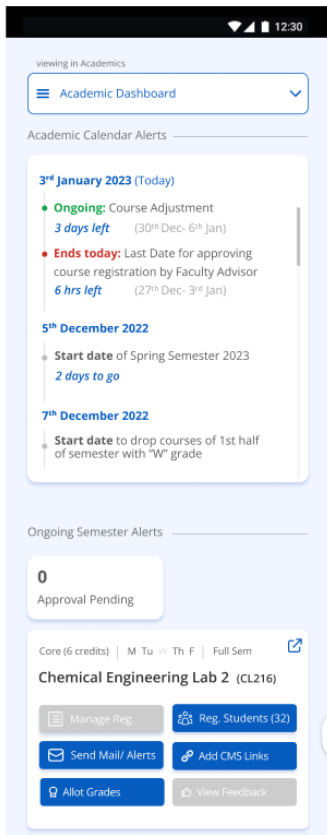 12:30
viewing in Academics
Academic Dashboard
Academic Calendar Alerts
3rd January 2023 (Today)
Ongoing: Course Adjustment
3 days left (30th Dec- 6th Jan)
Ends today: Last Date for approving
course registration by Faculty Advisor
6 hrs left (27th Dec- 3rd Jan)
5th December 2022
Start date of Spring Semester 2023
2 days to go
7th December 2022
Start date to drop courses of 1st half
of semester with “W” grade
Ongoing Semester Alerts
0
Approval Pending
Core (6 credits) | M Tu W Th F | Full Sem
Chemical Engineering Lab 2 (CL216)
Manage Reg. Reg. Students (32)
Send Mail/ Alerts Add CMS Links
Allot Grades View Feedback